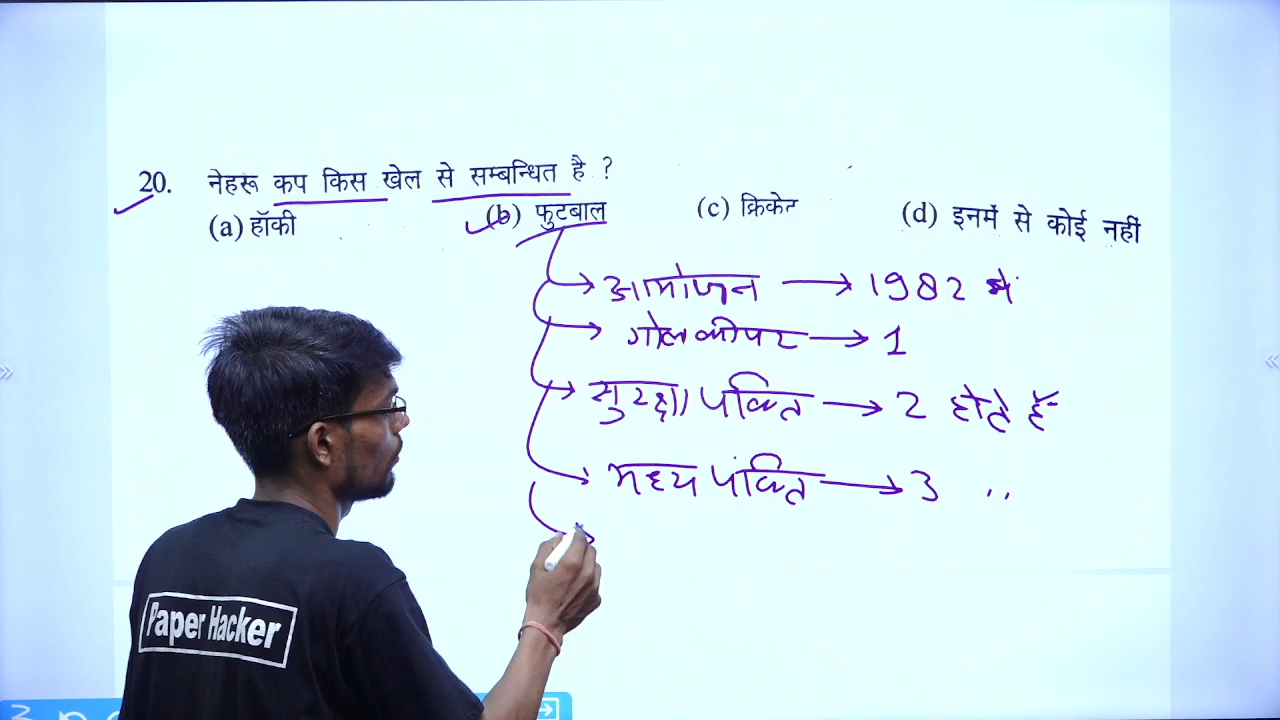 20. नेहरू कप किस खेल से सम्बन्धित है ?
(a) हॉकी (b) फुटबाल (c) क्रिकेट (d) इनमें से कोई नहीं
आयोजन → 1982 में
गोलकीपर → 1
सुरक्षा पंक्ति → 2 होते हैं
मध्य पंक्ति → 3 ..
Paper Hacker